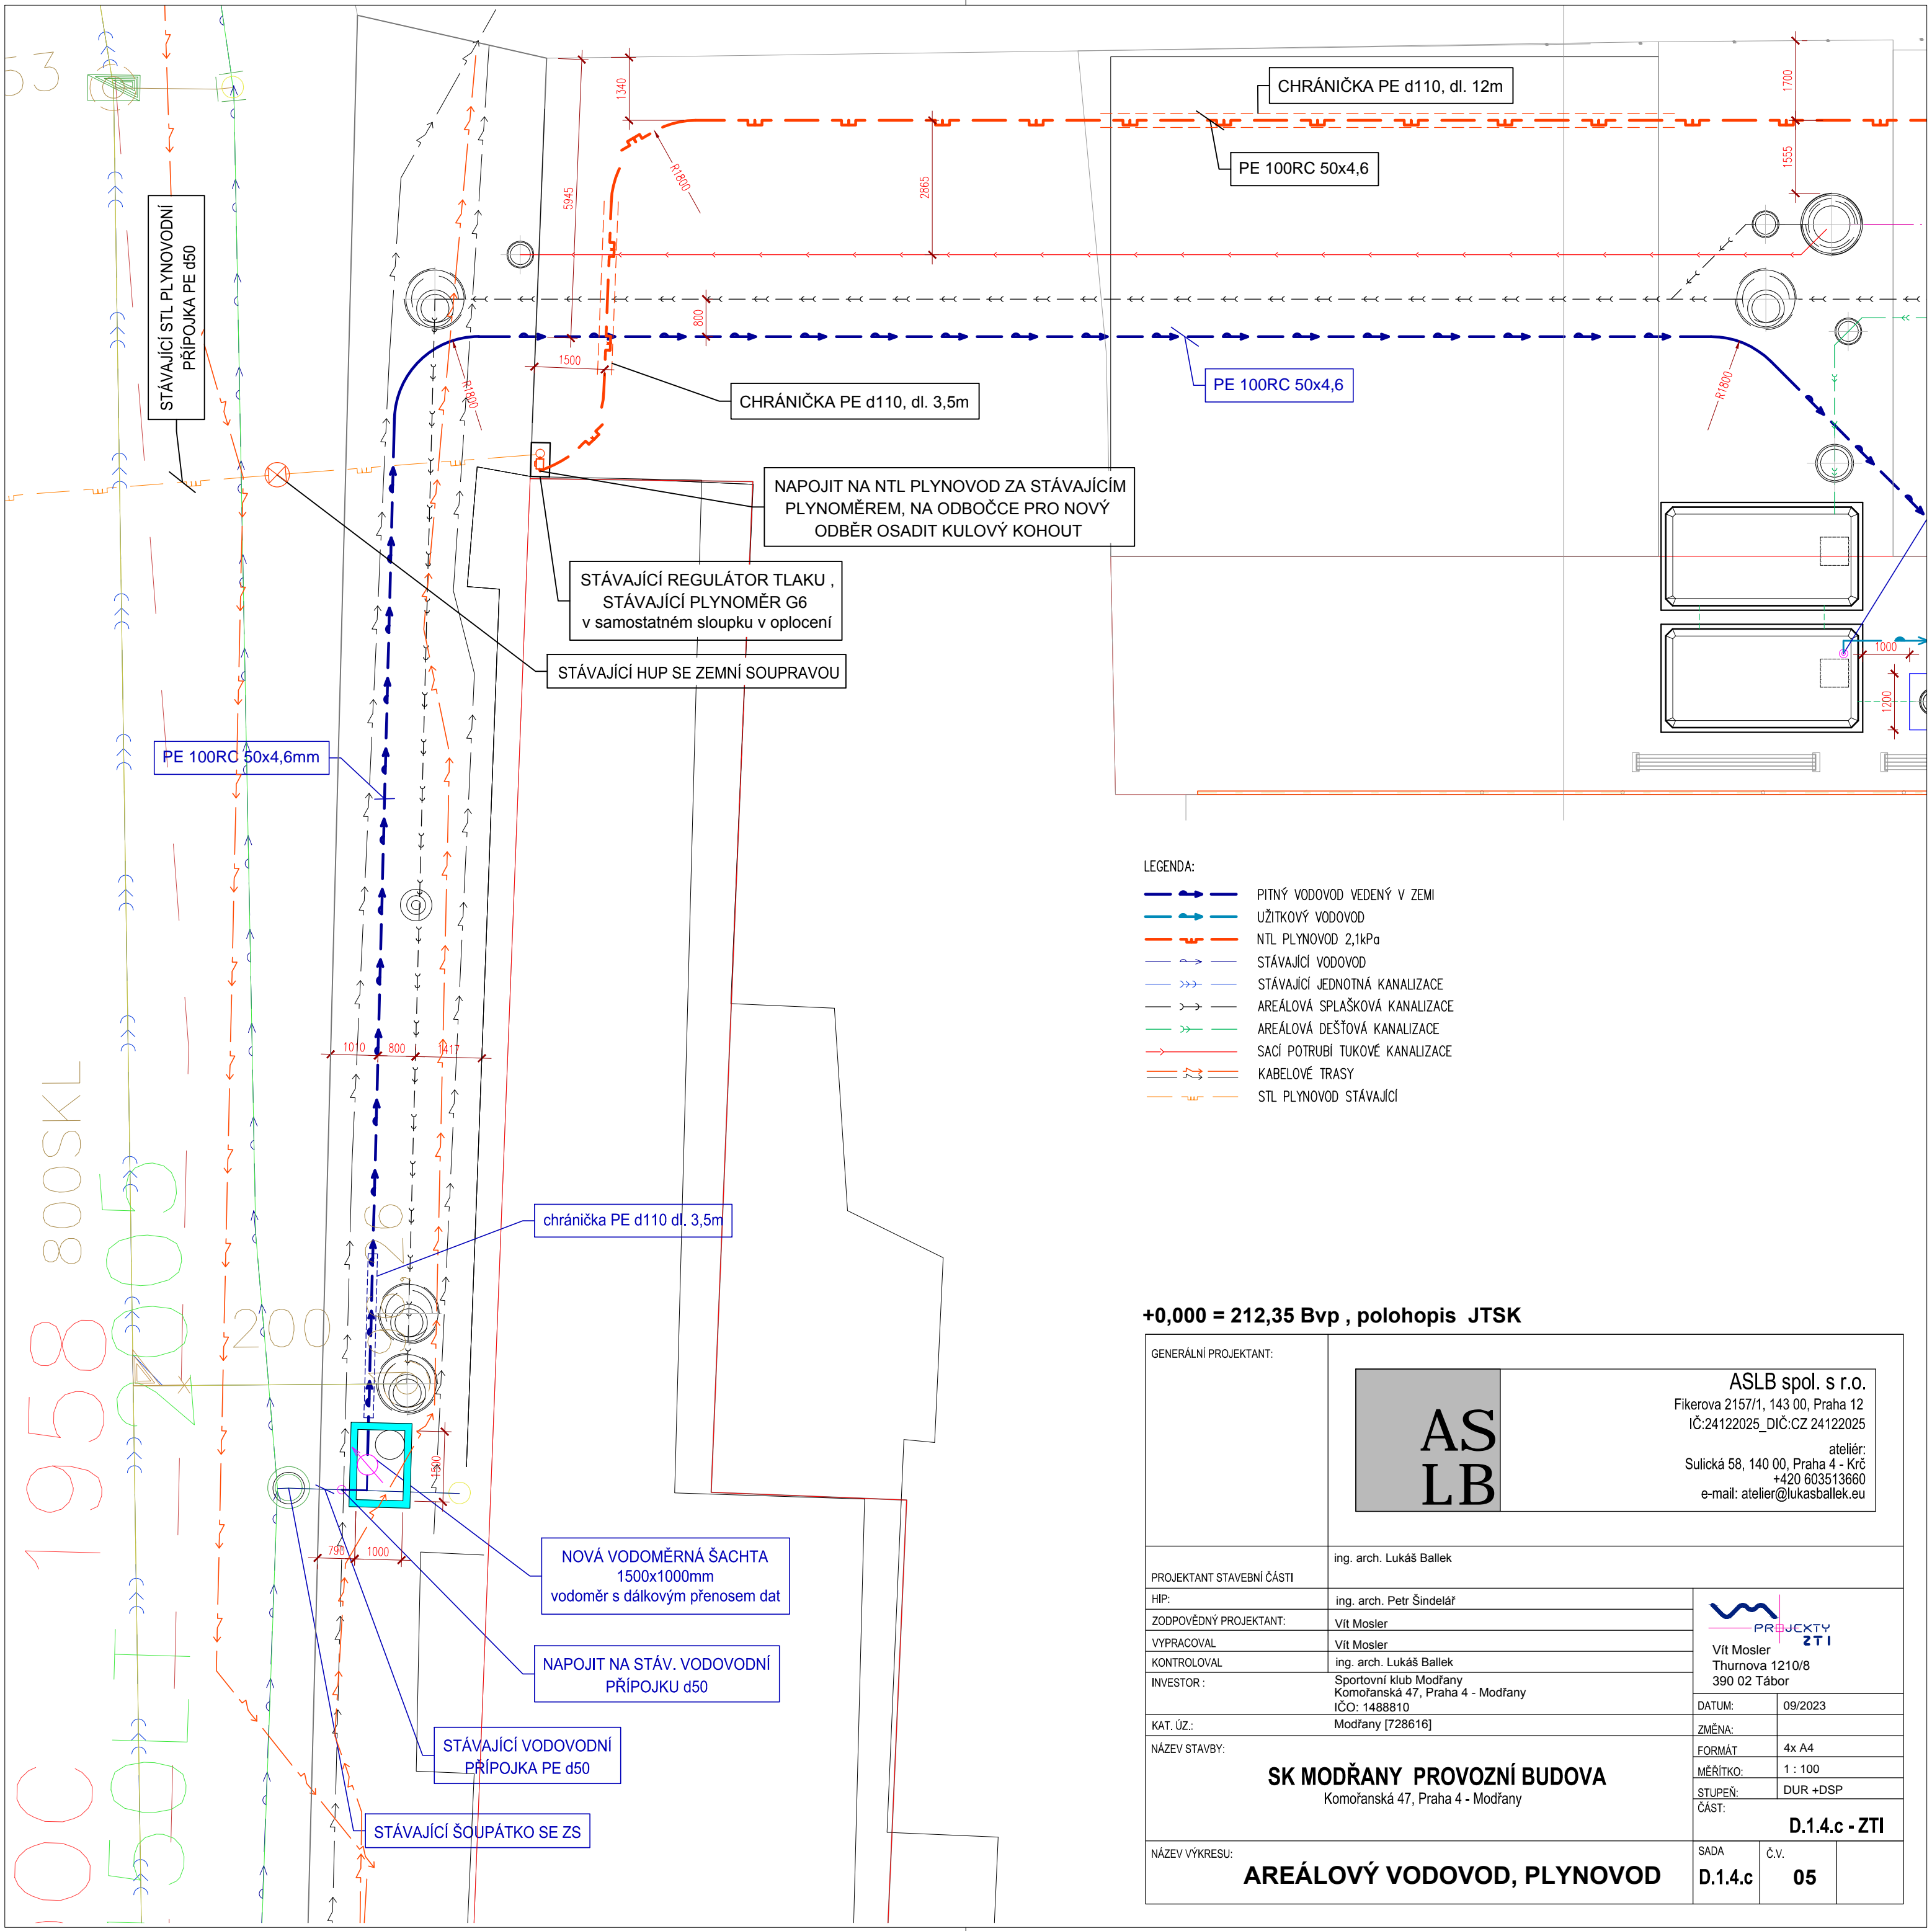 63
STÁVAJÍCÍ STL PLYNOVODNÍ
PŘÍPOJKA PE d50
5945
1340
R1800
2865
CHRÁNIČKA PE d110, dl. 12m
PE 100RC 50x4,6
1700
1555
800
1500
R1800
CHRÁNIČKA PE d110, dl. 3,5m
PE 100RC 50x4,6
R1800
NAPOJIT NA NTL PLYNOVOD ZA STÁVAJÍCÍM
PLYNOMĚREM, NA ODBOČCE PRO NOVÝ
ODBĚR OSADIT KULOVÝ KOHOUT
STÁVAJÍCÍ REGULÁTOR TLAKU ,
STÁVAJÍCÍ PLYNOMĚR G6
v samostatném sloupku v oplocení
STÁVAJÍCÍ HUP SE ZEMNÍ SOUPRAVOU
1000
1200
PE 100RC 50x4,6mm
LEGENDA:
PITNÝ VODOVOD VEDENÝ V ZEMI
UŽITKOVÝ VODOVOD
NTL PLYNOVOD 2,1kPa
STÁVAJÍCÍ VODOVOD
STÁVAJÍCÍ JEDNOTNÁ KANALIZACE
AREÁLOVÁ SPLAŠKOVÁ KANALIZACE
AREÁLOVÁ DEŠŤOVÁ KANALIZACE
SACÍ POTRUBÍ TUKOVÉ KANALIZACE
KABELOVÉ TRASY
STL PLYNOVOD STÁVAJÍCÍ
1010
800
1417
800SKL
chránička PE d110 dl. 3,5m
200
2005
1958
1500
790
1000
NOVÁ VODOMĚRNÁ ŠACHTA
1500x1000mm
vodoměr s dálkovým přenosem dat
NAPOJIT NA STÁV. VODOVODNÍ
PŘÍPOJKU d50
STÁVAJÍCÍ VODOVODNÍ
PŘÍPOJKA PE d50
STÁVAJÍCÍ ŠOUPÁTKO SE ZS
+0,000 = 212,35 Bvp , polohopis JTSK
GENERÁLNÍ PROJEKTANT:
AS
LB
ASLB spol. s r.o.
Fikerova 2157/1, 143 00, Praha 12
IČ:24122025_DIČ:CZ 24122025
ateliér:
Sulická 58, 140 00, Praha 4 - Krč
+420 603513660
e-mail: atelier@lukasballek.eu
PROJEKTANT STAVEBNÍ ČÁSTI
ing. arch. Lukáš Ballek
HIP:
ing. arch. Petr Šindelář
ZODPOVĚDNÝ PROJEKTANT:
Vít Mosler
VYPRACOVAL
Vít Mosler
KONTROLOVAL
ing. arch. Lukáš Ballek
PROJEKTY
ZTI
Vít Mosler
Thurnova 1210/8
390 02 Tábor
INVESTOR :
Sportovní klub Modřany
Komořanská 47, Praha 4 - Modřany
IČO: 1488810
KAT. ÚZ.:
Modřany [728616]
DATUM:
09/2023
ZMĚNA:
FORMÁT
4x A4
MĚŘÍTKO:
1 : 100
STUPEŇ:
DUR +DSP
ČÁST:
D.1.4.c - ZTI
NÁZEV STAVBY:
SK MODŘANY PROVOZNÍ BUDOVA
Komořanská 47, Praha 4 - Modřany
NÁZEV VÝKRESU:
AREÁLOVÝ VODOVOD, PLYNOVOD
SADA
D.1.4.c
Č.V.
05